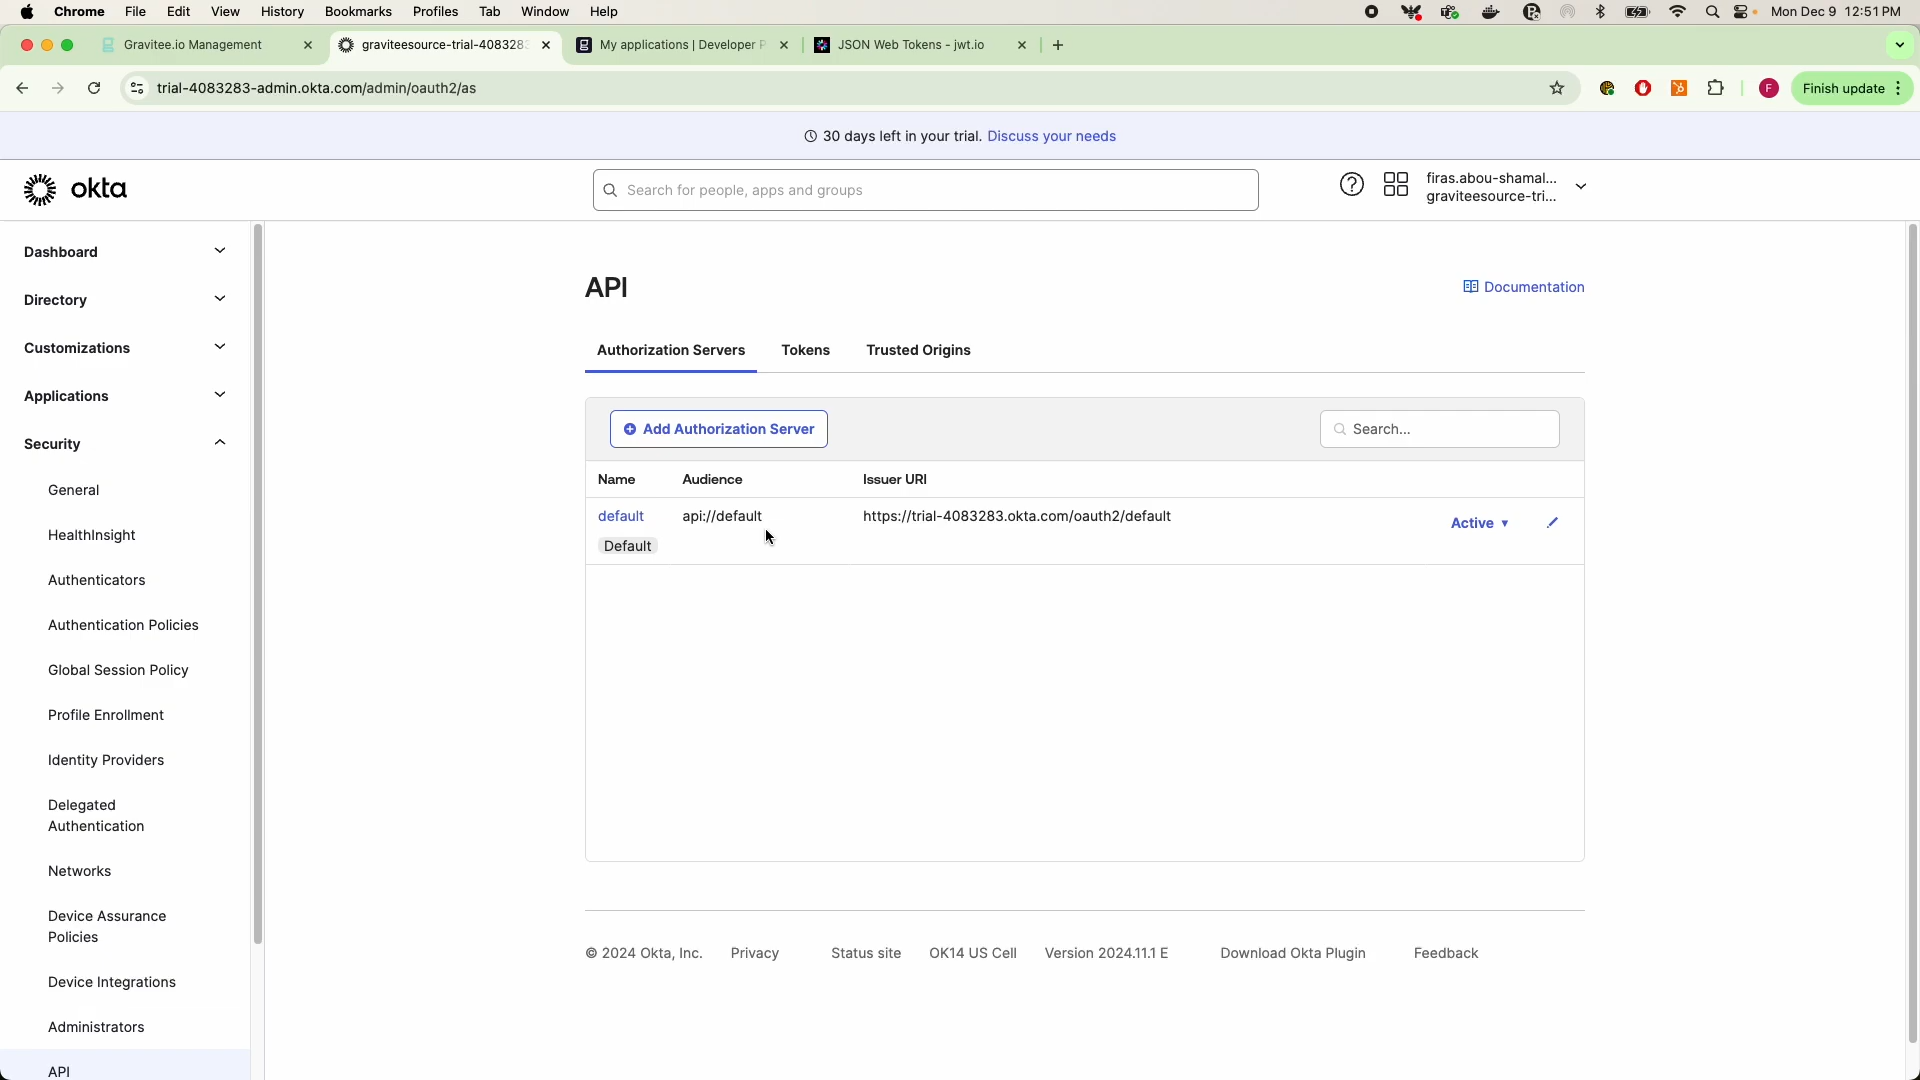 Chrome File Edit View History Bookmarks Profiles Tab Window Help Mon Dec 9 12:51 PM
Gravitee.io Management graviteesource-trial-408328 My applications | Developer P JSON Web Tokens - jwt.io
trial-4083283-admin.okta.com/admin/oauth2/as F Finish update
30 days left in your trial. Discuss your needs
okta Search for people, apps and groups
firas.abou-shamal...
graviteesource-tri...
Dashboard
Directory
Customizations
Applications
Security
General
HealthInsight
Authenticators
Authentication Policies
Global Session Policy
Profile Enrollment
Identity Providers
Delegated
Authentication
Networks
Device Assurance
Policies
Device Integrations
Administrators
API
API Documentation
Authorization Servers Tokens Trusted Origins
Add Authorization Server Search...
Name Audience Issuer URI
default api://default https://trial-4083283.okta.com/oauth2/default Active
Default
© 2024 Okta, Inc. Privacy Status site OK14 US Cell Version 2024.11.1 E Download Okta Plugin Feedback